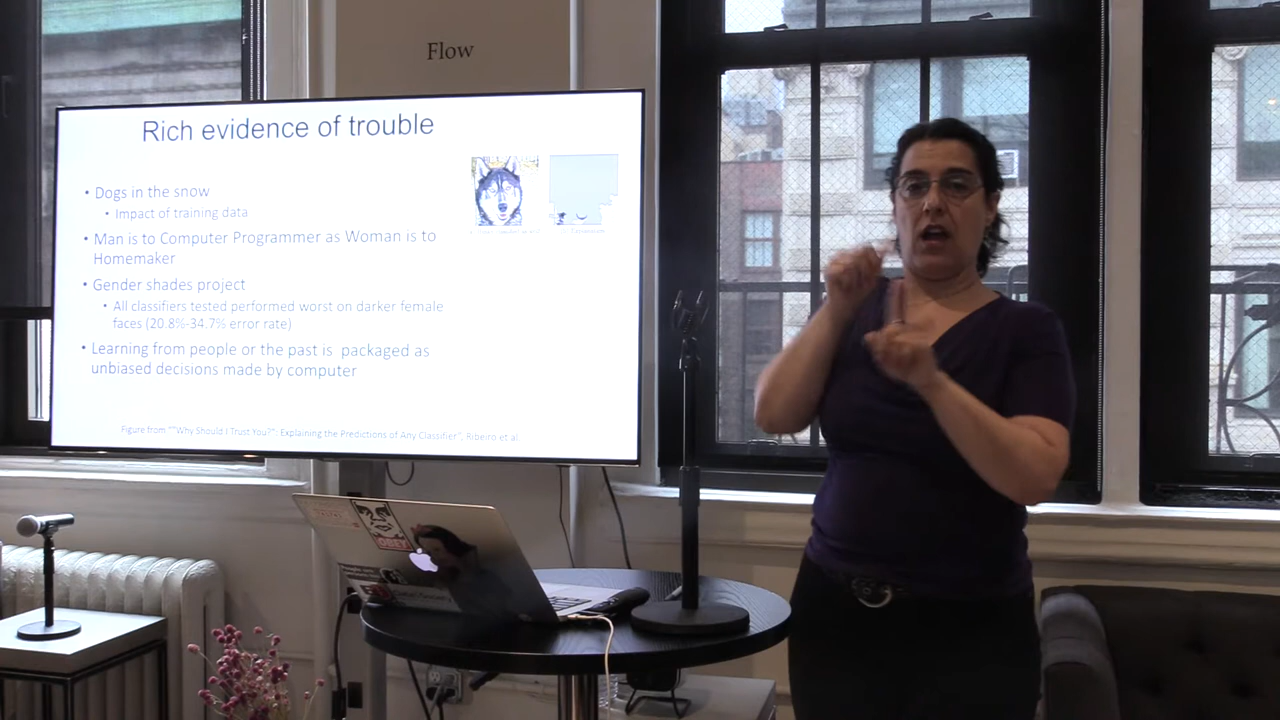 Flow
Rich evidence of trouble
• Dogs in the snow
• Impact of training data
• Man is to Computer Programmer as Woman is to
Homemaker
• Gender shades project
• All classifiers tested performed worst on darker female
faces (20.8%-34.7% error rate)
• Learning from people or the past is packaged as
unbiased decisions made by computer
Figure from ""Why Should I Trust You?": Explaining the Predictions of Any Classifier", Ribeiro et al.
OBEY